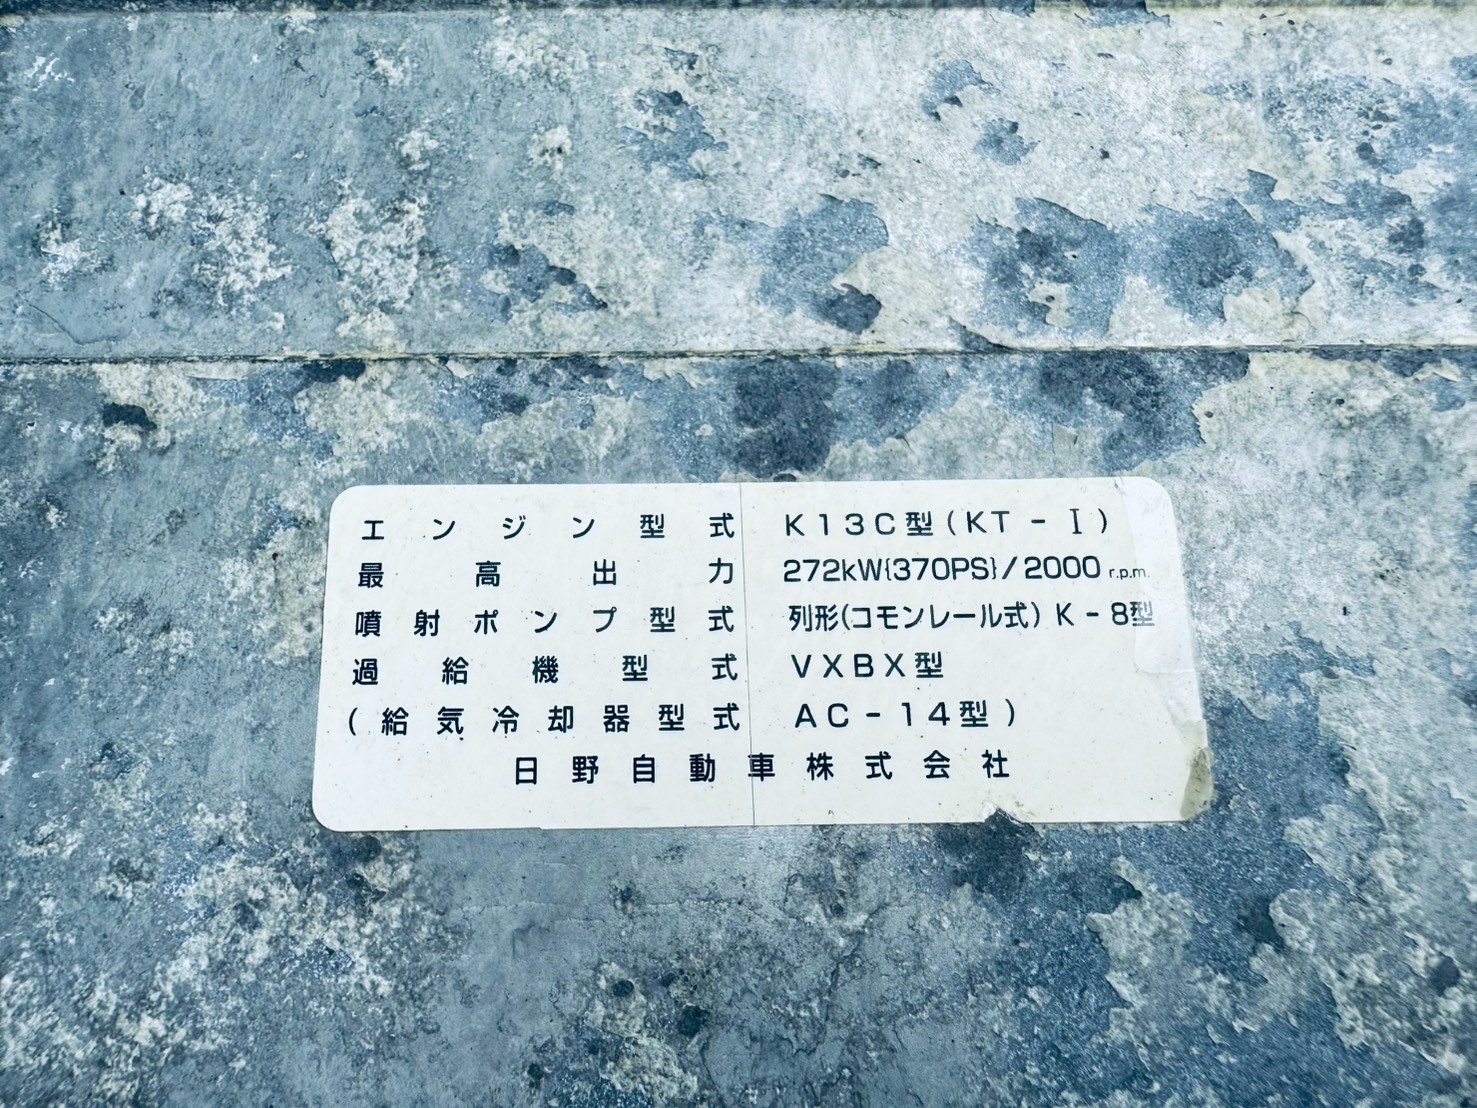 エンジン型式 K13C型(KT-I)
最高出力 272kW{370PS}/2000r.p.m.
噴射ポンプ型式 列形(コモンレール式) K-8型
過給機型式 VXBX型
(給気冷却器型式 AC-14型)
日野自動車株式会社